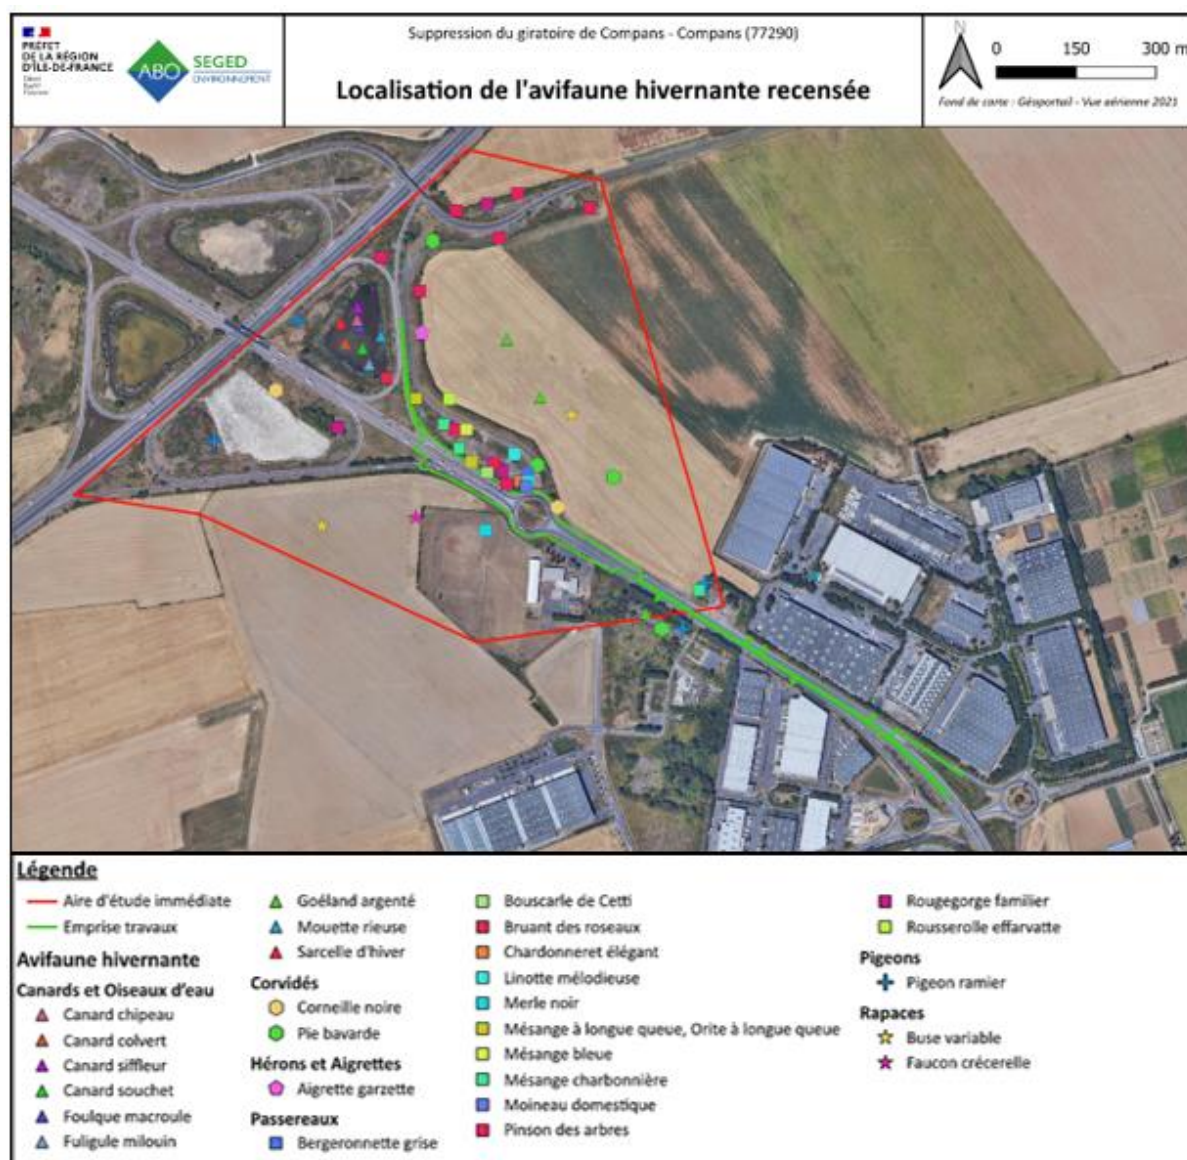 PRÉFET
DE LA RÉGION
D'ÎLE-DE-FRANCE
ABO
SEGED
ENVIRONNEMENT
Suppression du giratoire de Compans - Compans (77290)
Localisation de l'avifaune hivernante recensée
N
0 150 300 m
Fond de carte : Géoportail - Vue aérienne 2021
Légende
Aire d'étude immédiate
Emprise travaux
Avifaune hivernante
Canards et Oiseaux d'eau
Canard chipeau
Canard colvert
Canard siffleur
Canard souchet
Foulque macroule
Fuligule milouin
Goéland argenté
Mouette rieuse
Sarcelle d'hiver
Corvidés
Corneille noire
Pie bavarde
Hérons et Aigrettes
Aigrette garzette
Passereaux
Bergeronnette grise
Bouscarle de Cetti
Bruant des roseaux
Chardonneret élégant
Linotte mélodieuse
Merle noir
Mésange à longue queue, Orite à longue queue
Mésange bleue
Mésange charbonnière
Moineau domestique
Pinson des arbres
Rougegorge familier
Rousserolle effarvatte
Pigeons
Pigeon ramier
Rapaces
Buse variable
Faucon crécerelle